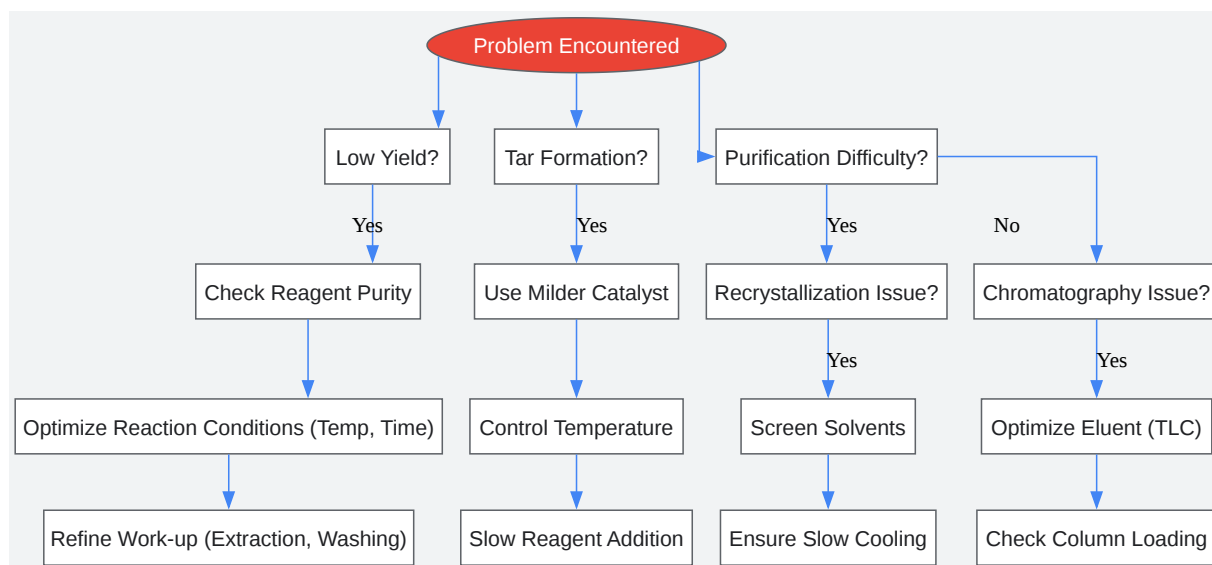 Problem Encountered
Low Yield?
Tar Formation?
Purification Difficulty?
Yes
Yes
Yes
No
Check Reagent Purity
Use Milder Catalyst
Recrystallization Issue?
Chromatography Issue?
Yes
Yes
Optimize Reaction Conditions (Temp, Time)
Control Temperature
Screen Solvents
Optimize Eluent (TLC)
Refine Work-up (Extraction, Washing)
Slow Reagent Addition
Ensure Slow Cooling
Check Column Loading